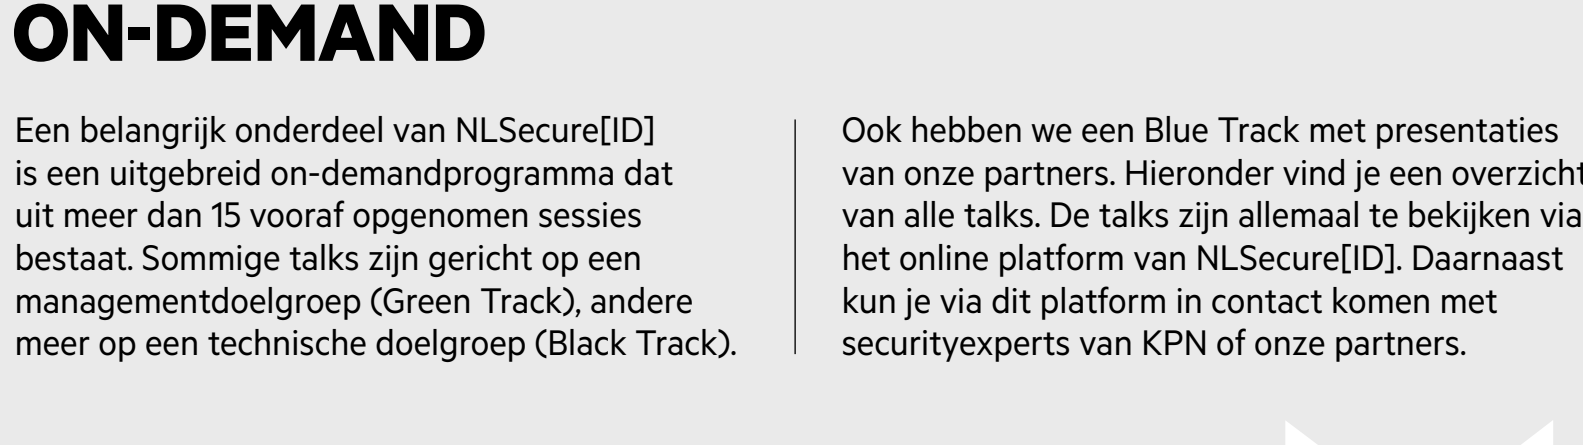 ON-DEMAND
Een belangrijk onderdeel van NLSecure[ID]
is een uitgebreid on-demandprogramma dat
uit meer dan 15 vooraf opgenomen sessies
bestaat. Sommige talks zijn gericht op een
managementdoelgroep (Green Track), andere
meer op een technische doelgroep (Black Track).
Ook hebben we een Blue Track met presentaties
van onze partners. Hieronder vind je een overzicht
van alle talks. De talks zijn allemaal te bekijken via
het online platform van NLSecure[ID]. Daarnaast
kun je via dit platform in contact komen met
securityexperts van KPN of onze partners.